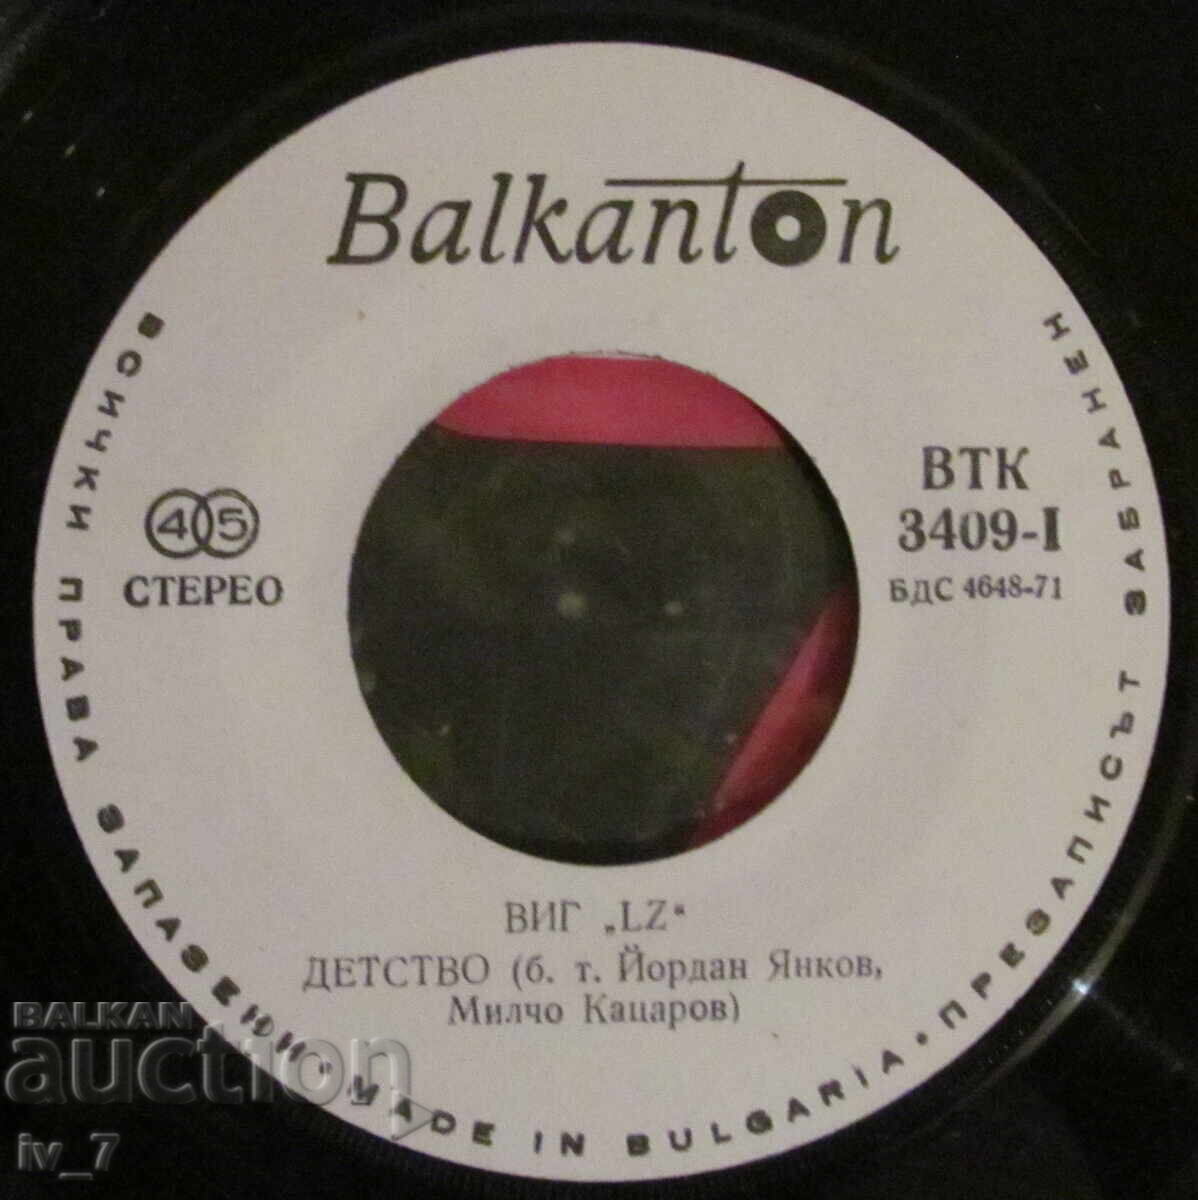 Balkanton
ВСИЧКИ ПРАВА ЗАПАЗЕНИ • MADE IN BULGARIA • ПРЕЗАПИСЪТ ЗАБРАНЕН
45
СТЕРЕО
ВТК
3409-I
БДС 4648-71
ВИГ „LZ“
ДЕТСТВО (б. т. Йордан Янков,
Милчо Кацаров)
BALKAN
auction
iv_7